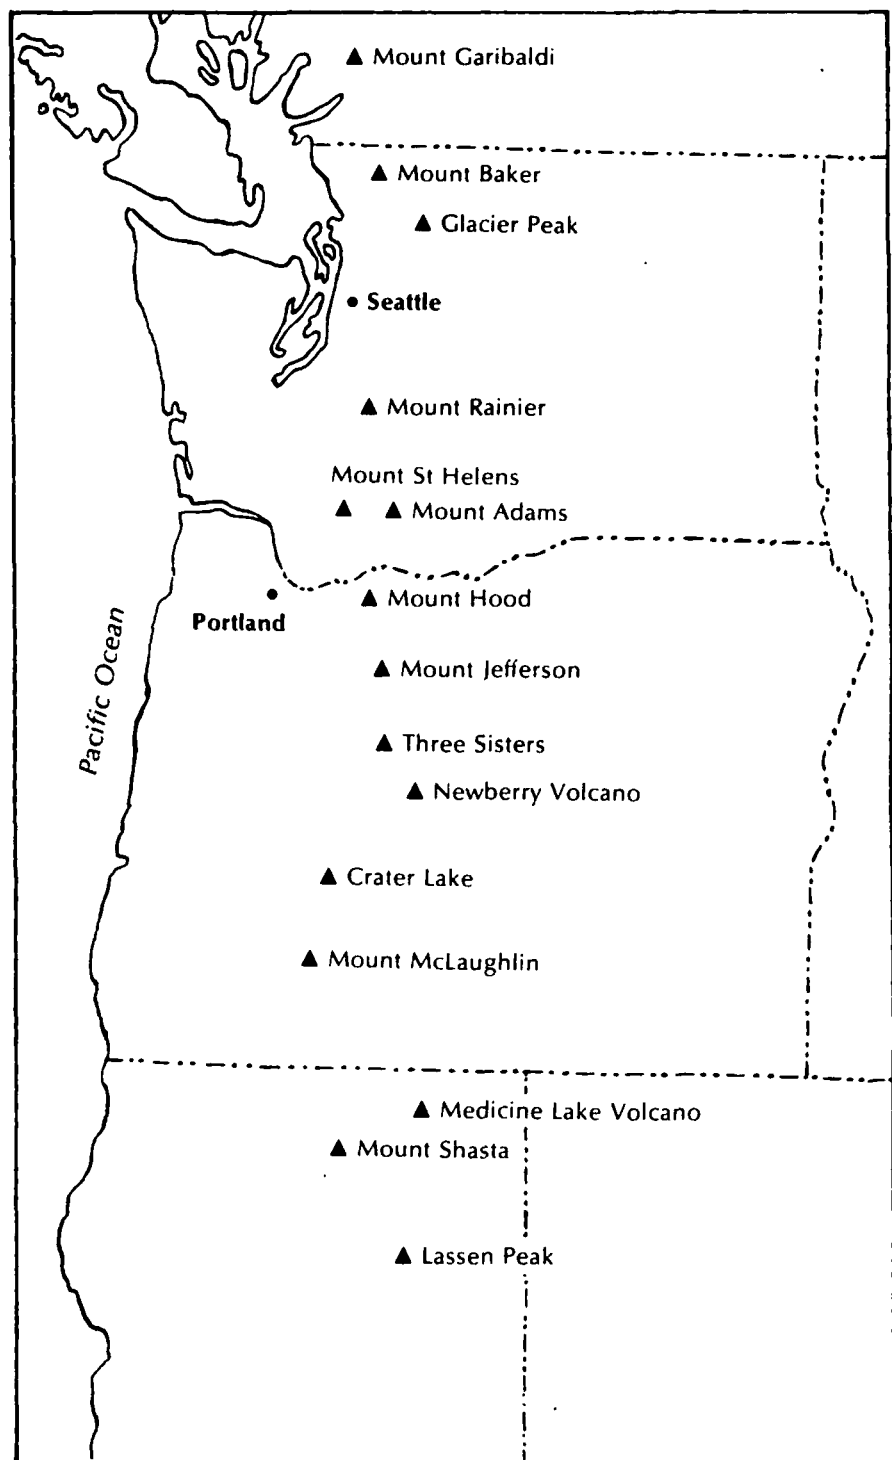 Mount Garibaldi
Mount Baker
Glacier Peak
Seattle
Mount Rainier
Mount St Helens
Mount Adams
Mount Hood
Portland
Pacific Ocean
Mount Jefferson
Three Sisters
Newberry Volcano
Crater Lake
Mount McLaughlin
Medicine Lake Volcano
Mount Shasta
Lassen Peak